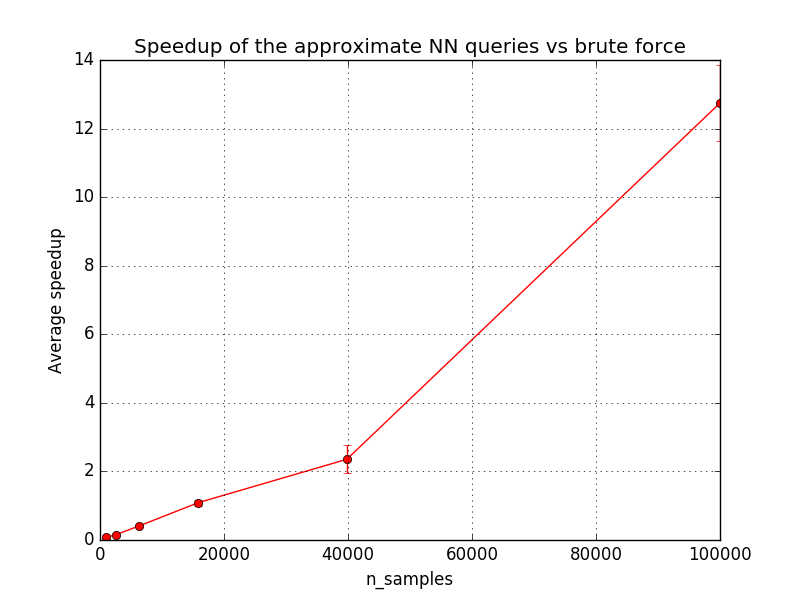 Speedup of the approximate NN queries vs brute force
14
12
10
8
6
4
2
0
Average speedup
0 20000 40000 60000 80000 100000
n_samples